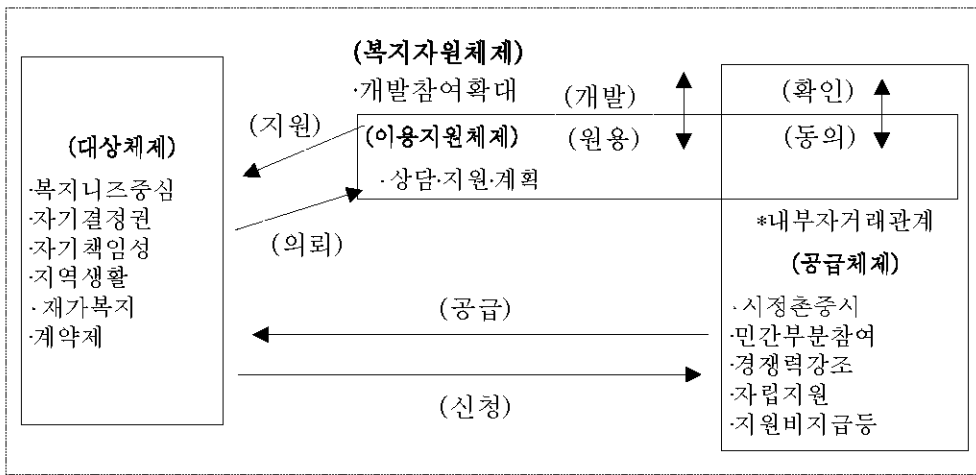 (복지자원체제)
·개발참여확대
(개발)
(확인)
(지원)
(이용지원체제)
(원용)
(동의)
·상담·지원·계획
(대상체제)
·복지니즈중심
·자기결정권
·자기책임성
·지역생활
·재가복지
·계약제
(의뢰)
*내부자거래관계
(공급체제)
·시정촌중시
·민간부분참여
·경쟁력강조
·자립지원
·지원비지급등
(공급)
(신청)